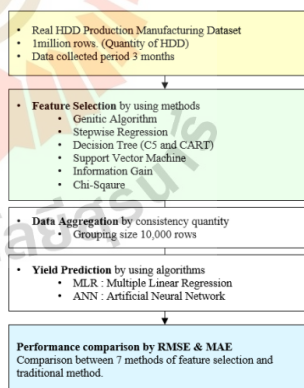 • Real HDD Production Manufacturing Dataset
• 1million rows. (Quantity of HDD)
• Data collected period 3 months
• Feature Selection by using methods
• Genitic Algorithm
• Stepwise Regression
• Decision Tree (C5 and CART)
• Support Vector Machine
• Information Gain
• Chi-Sqaure
• Data Aggregation by consistency quantity
• Grouping size 10,000 rows
• Yield Prediction by using algorithms
• MLR : Multiple Linear Regression
• ANN : Artificial Neural Network
Performance comparison by RMSE & MAE
Comparison between 7 methods of feature selection and
traditional method.